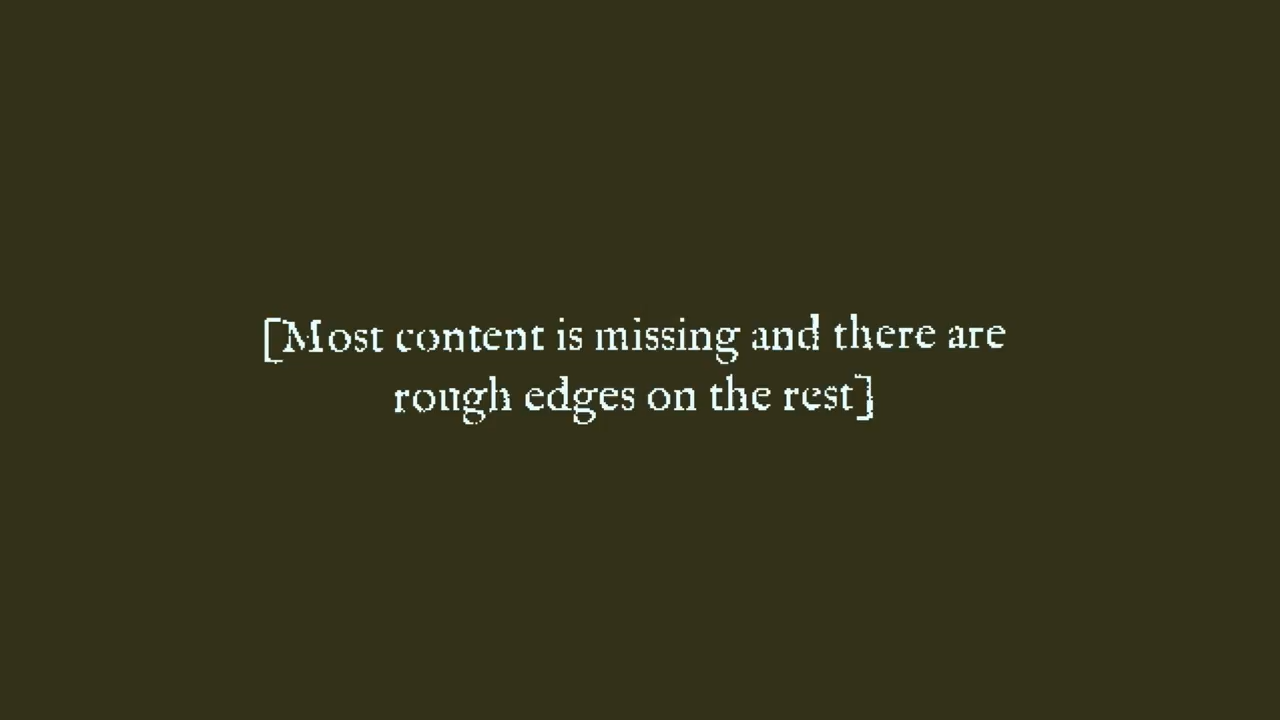 [Most content is missing and there are
rough edges on the rest]